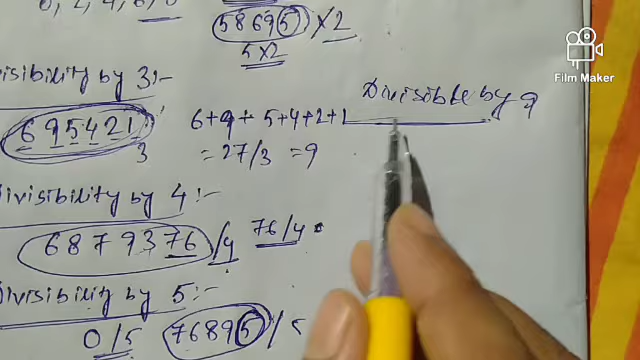 0, 2, 4, 6, 8
58695 × 2
5×2
visibility by 3:-
695421
3
6+9+ 5+4+2+1
= 27/3 = 9
Divisible by 9
Divisibility by 4 :-
6879376/4 76/4
Divisibility by 5:-
0/5 76895/5
Film Maker